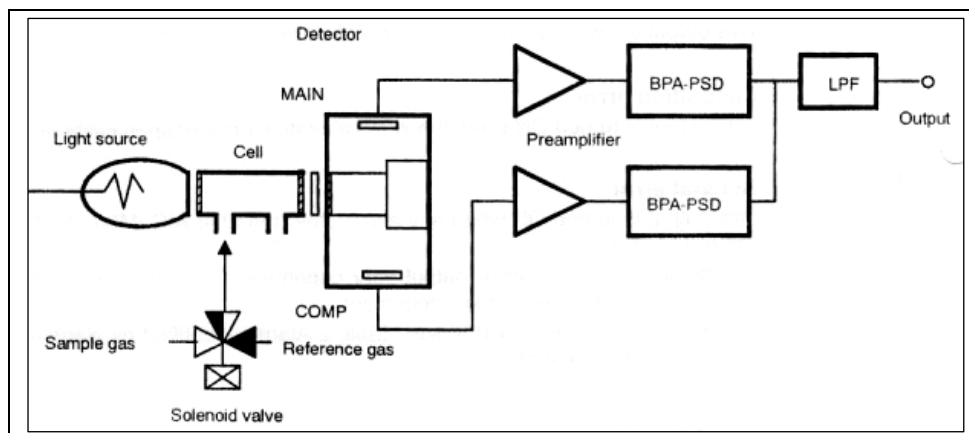 Detector
BPA-PSD
LPF
MAIN
Output
Light source
Cell
Preamplifier
BPA-PSD
COMP
Sample gas
Reference gas
Solenoid valve